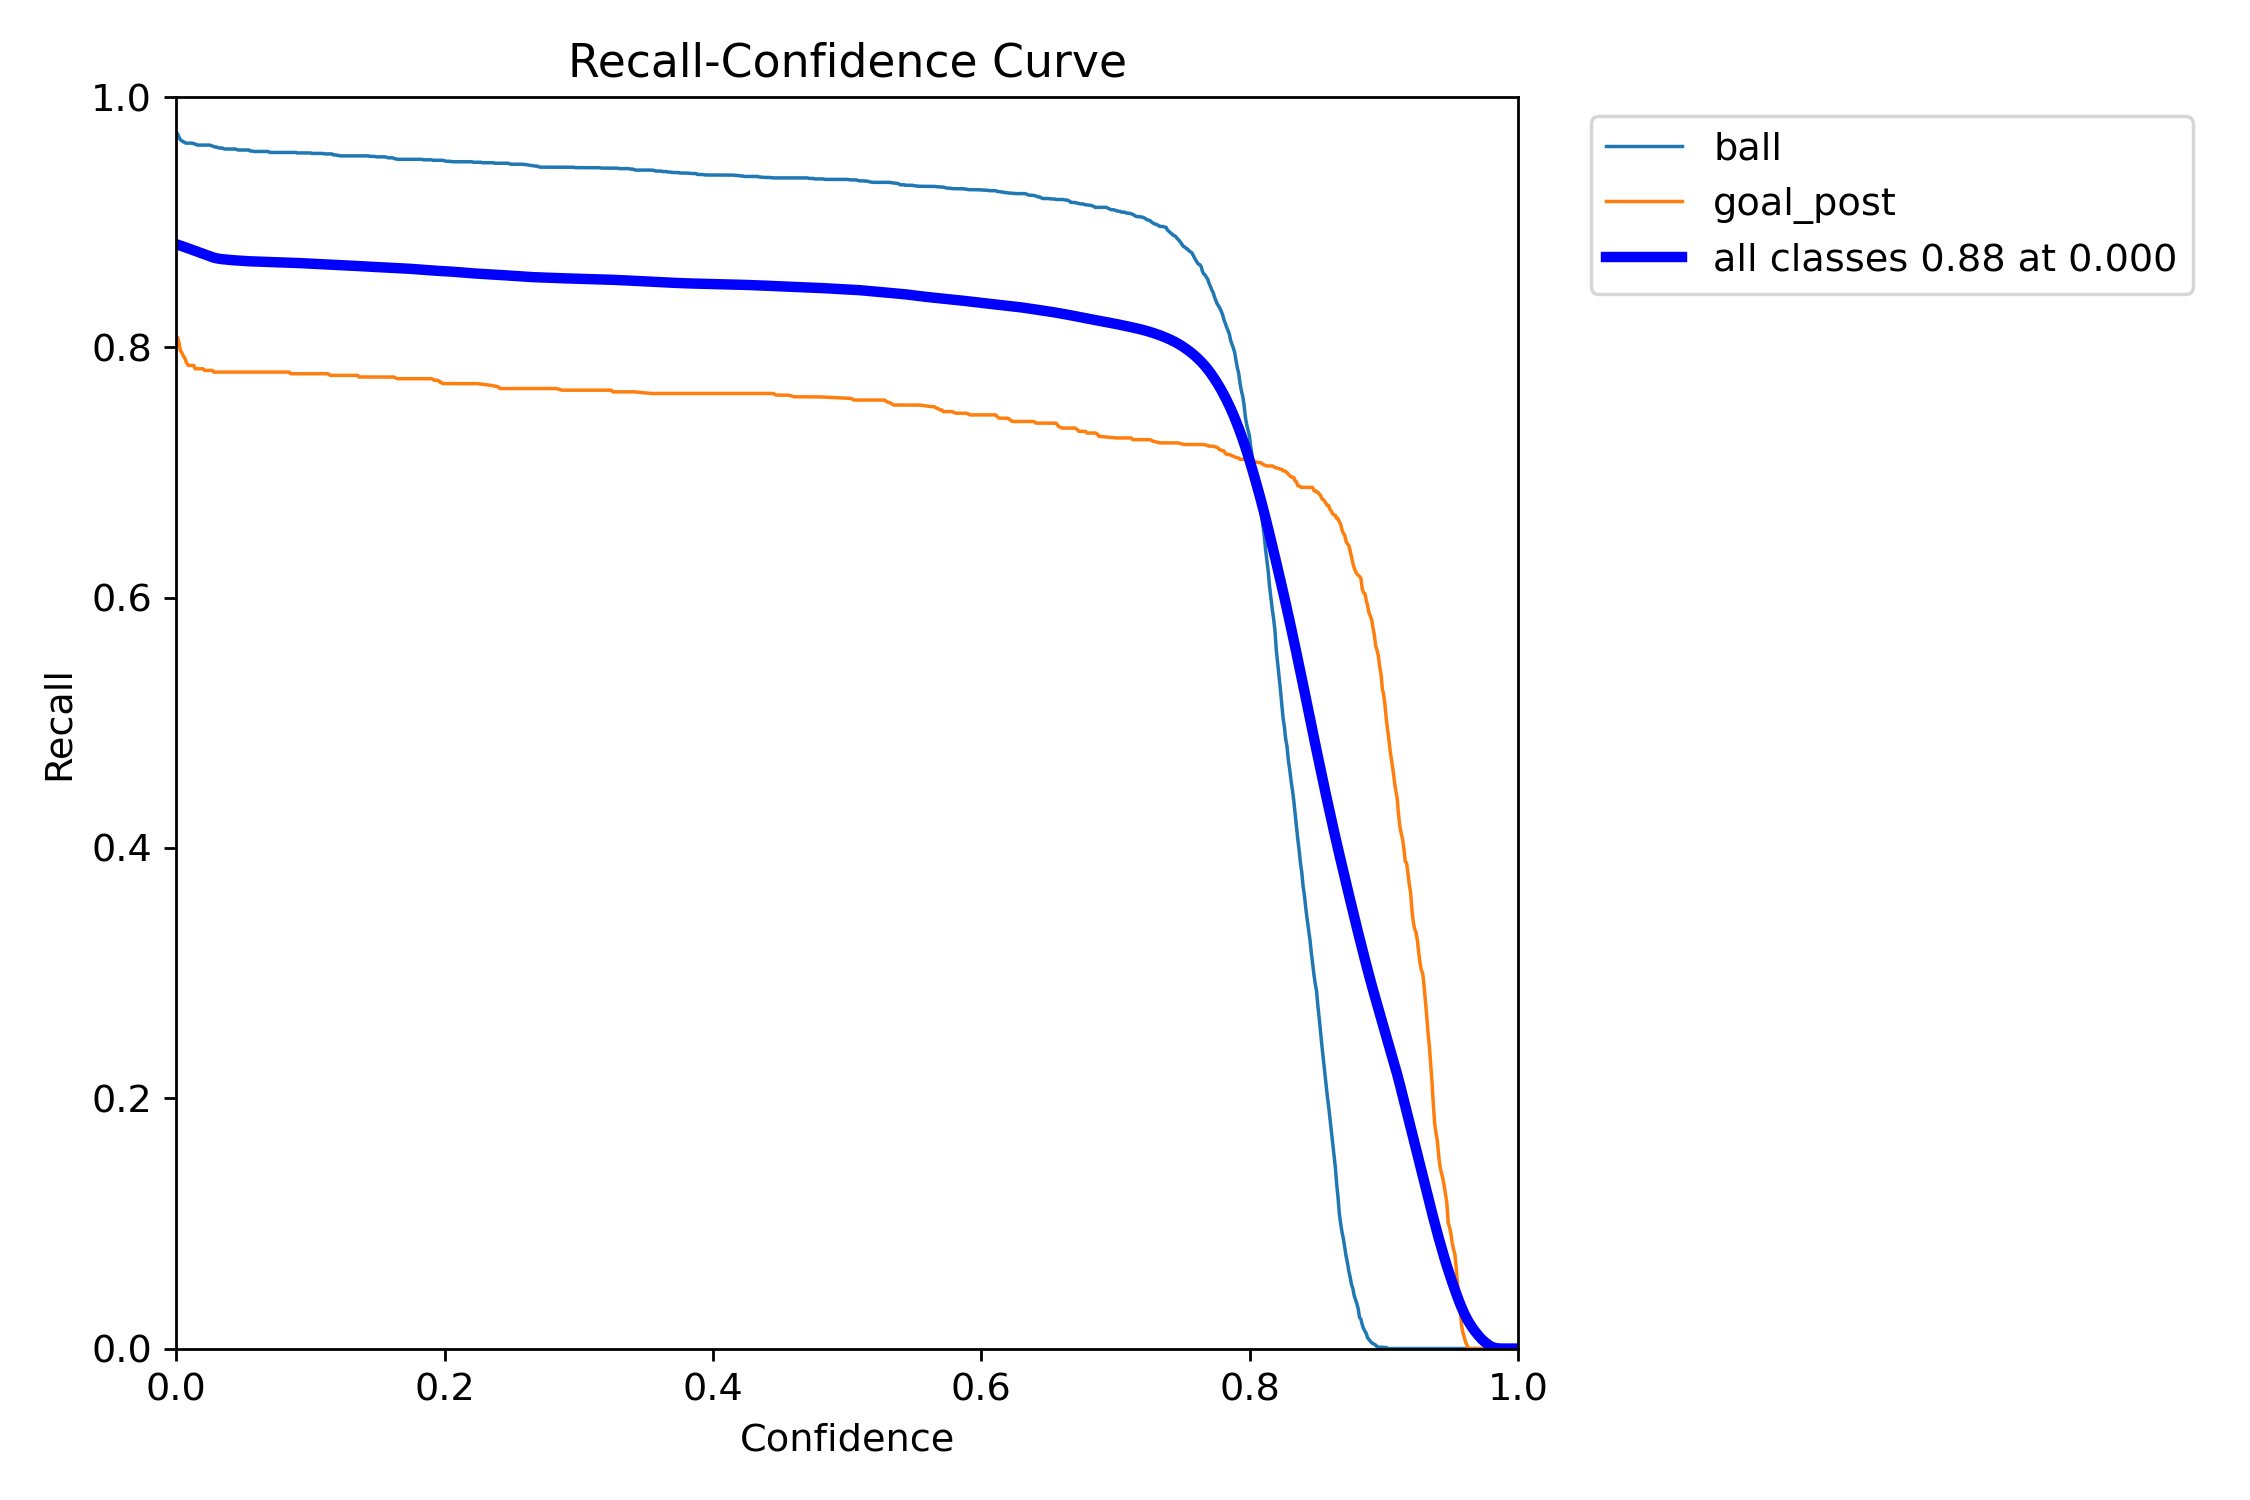 Recall-Confidence Curve
1.0
0.8
0.6
0.4
0.2
0.0
Recall
0.0 0.2 0.4 0.6 0.8 1.0
Confidence
ball
goal_post
all classes 0.88 at 0.000